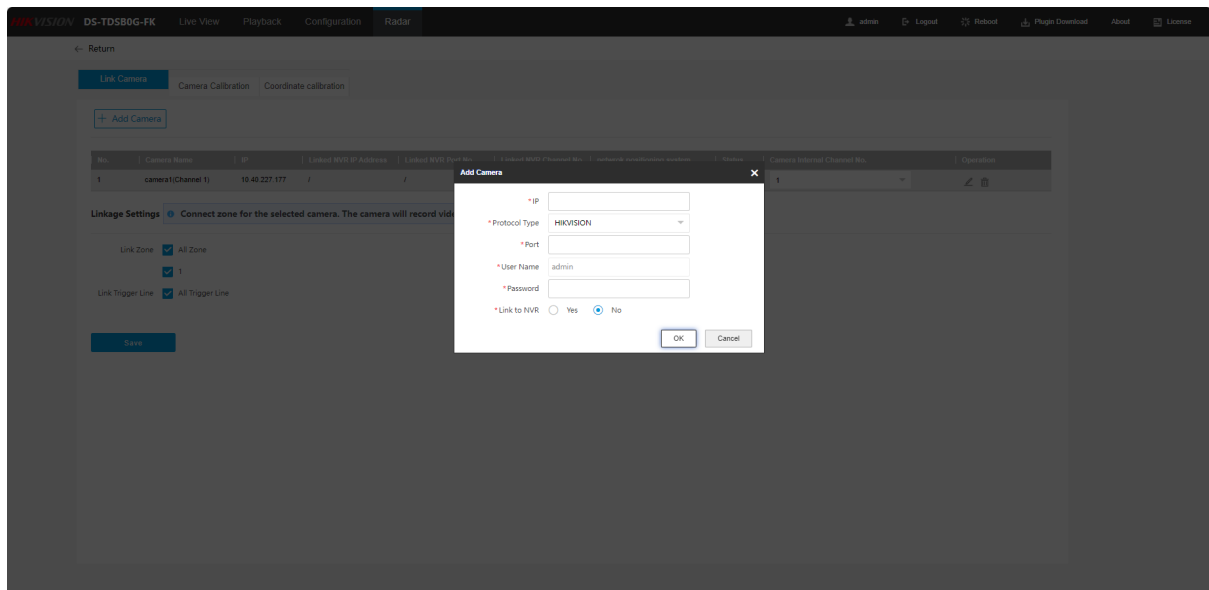 HIKVISION DS-TDSB0G-FK Live View Playback Configuration Radar admin Logout Reboot Plugin Download About License
← Return
Link Camera Camera Calibration Coordinate calibration
+ Add Camera
No. Camera Name IP Linked NVR IP Address Linked NVR Port No. Linked NVR Channel No. Status Camera Internal Channel No. Operation
1 camera1(Channel 1) 10.40.227.177 / / 1
Add Camera
*IP
*Protocol Type HIKVISION
*Port
*User Name admin
*Password
*Link to NVR Yes No
OK Cancel
Linkage Settings Connect zone for the selected camera. The camera will record vide
Link Zone All Zone
1
Link Trigger Line All Trigger Line
Save